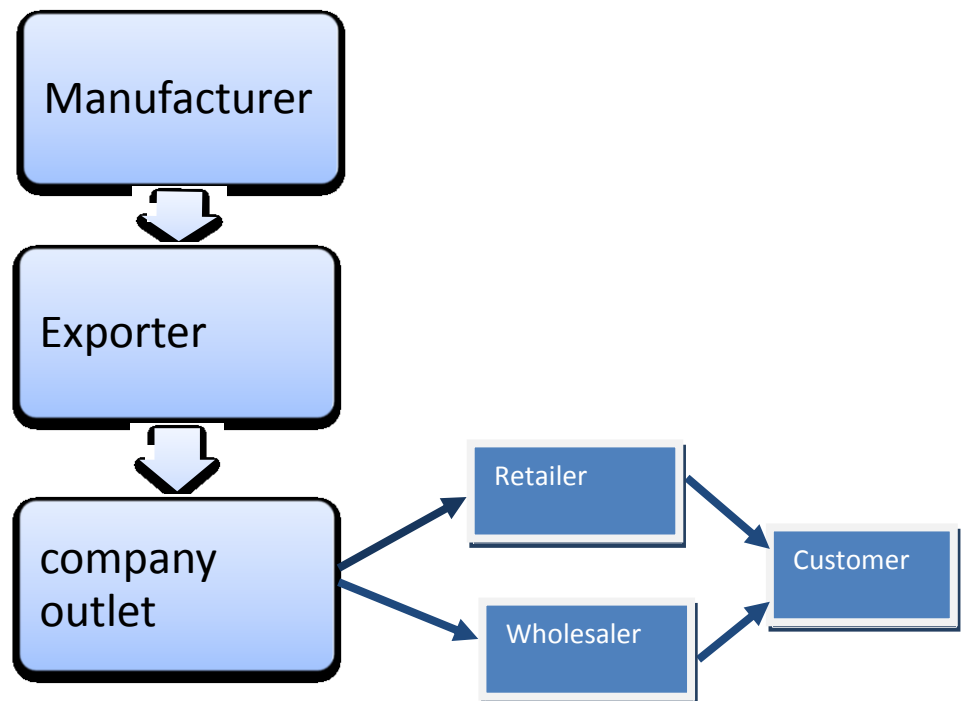 Manufacturer
Exporter
company
outlet
Retailer
Wholesaler
Customer